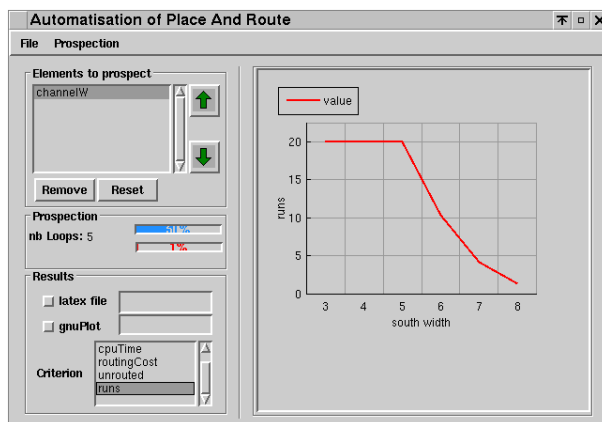 Automatisation of Place And Route
File Prospection
Elements to prospect
channelW
Remove Reset
Prospection
nb Loops: 5
50%
1%
Results
latex file
gnuPlot
Criterion
cpuTime
routingCost
unrouted
runs
value
20
15
10
5
0
runs
3 4 5 6 7 8
south width